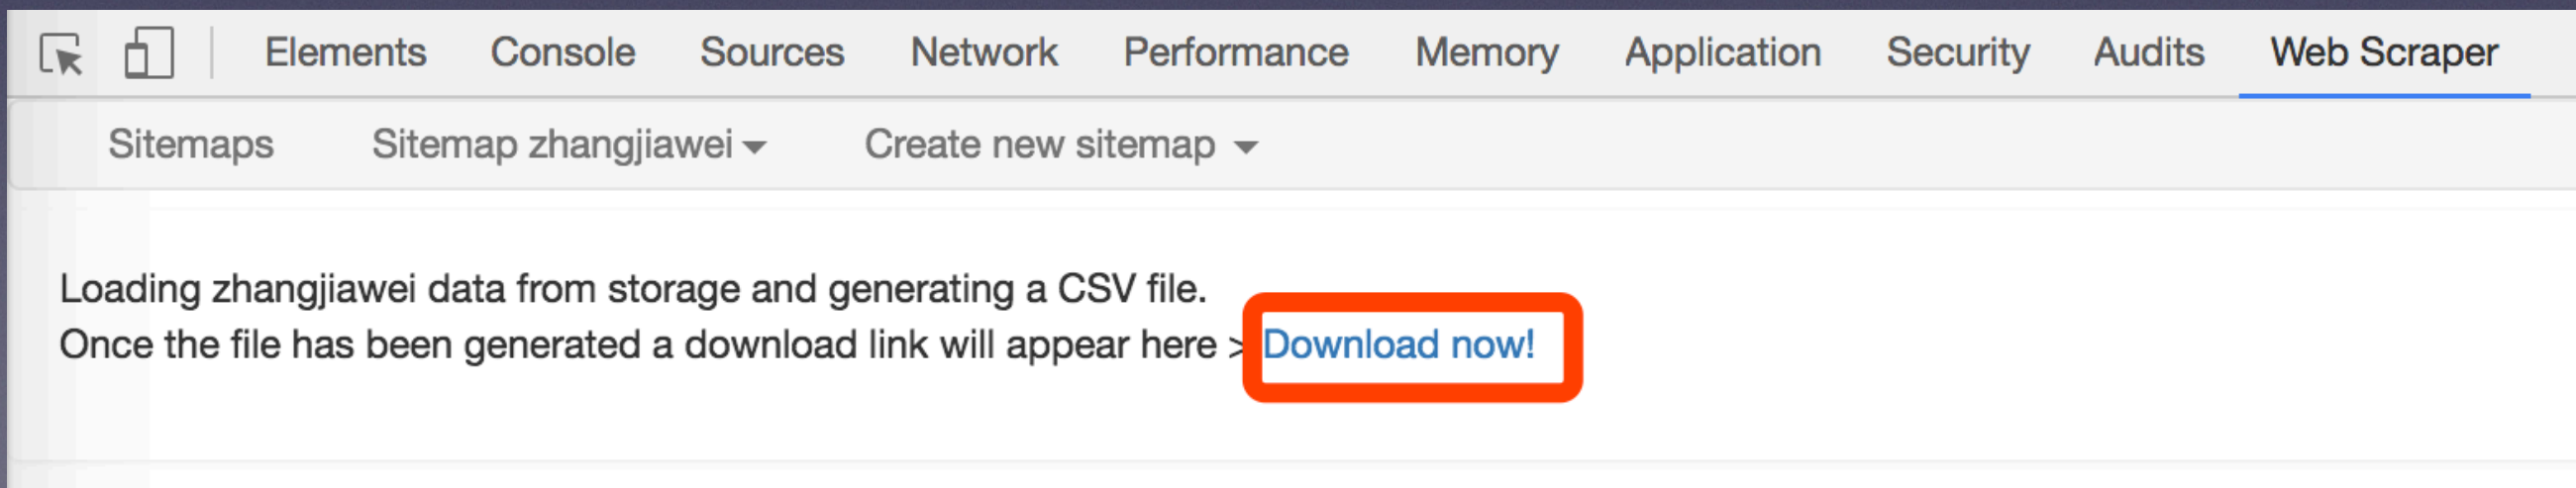 Elements Console Sources Network Performance Memory Application Security Audits Web Scraper
Sitemaps Sitemap zhangjiawei Create new sitemap
Loading zhangjiawei data from storage and generating a CSV file.
Once the file has been generated a download link will appear here > Download now!